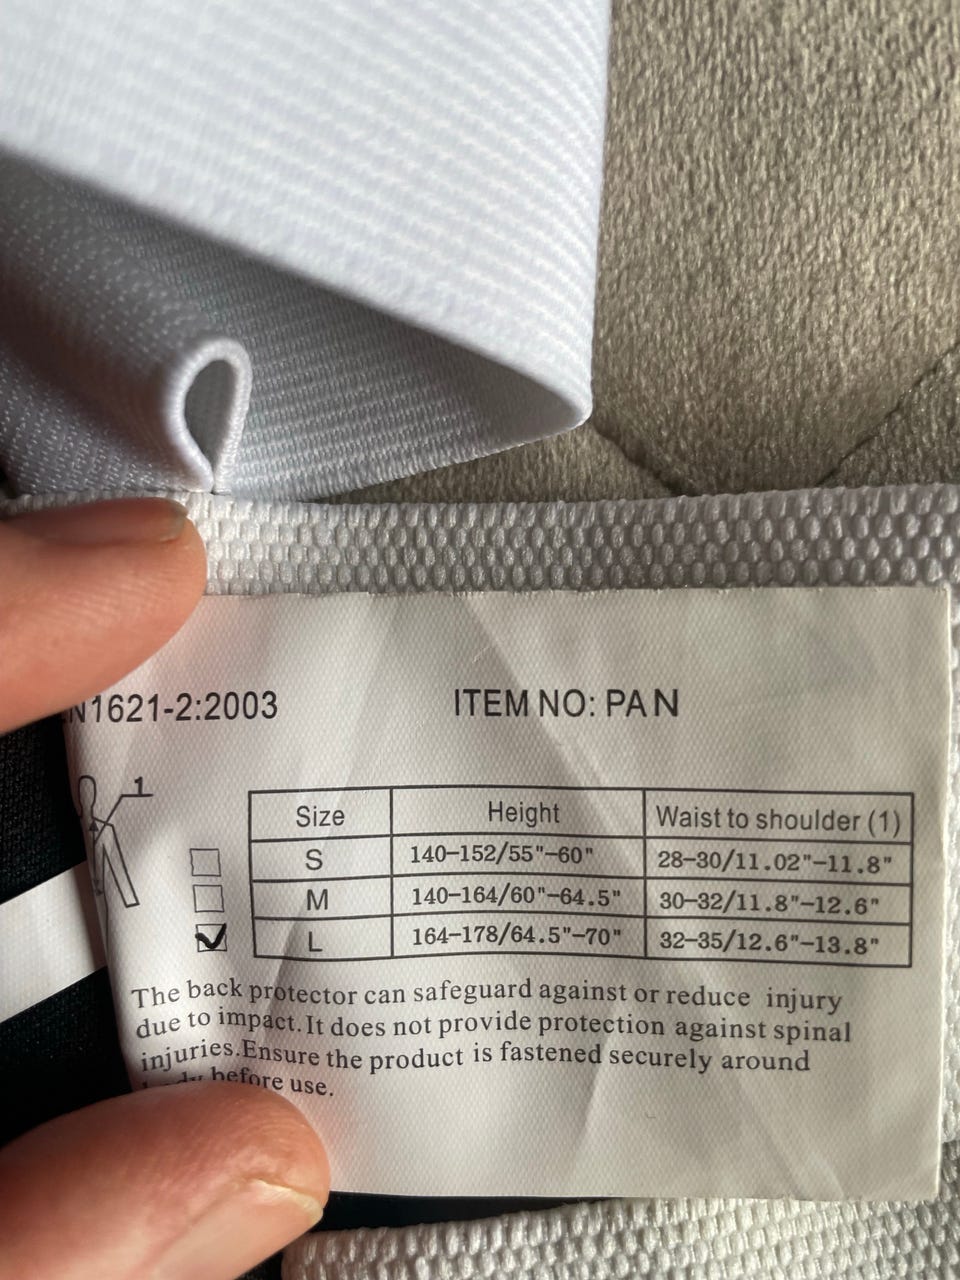 N1621-2:2003
ITEM NO: PAN
1
Size Height Waist to shoulder (1)
S 140-152/55"-60" 28-30/11.02"-11.8"
M 140-164/60"-64.5" 30-32/11.8"-12.6"
L 164-178/64.5"-70" 32-35/12.6"-13.8"
The back protector can safeguard against or reduce injury
due to impact.It does not provide protection against spinal
injuries.Ensure the product is fastened securely around
before use.